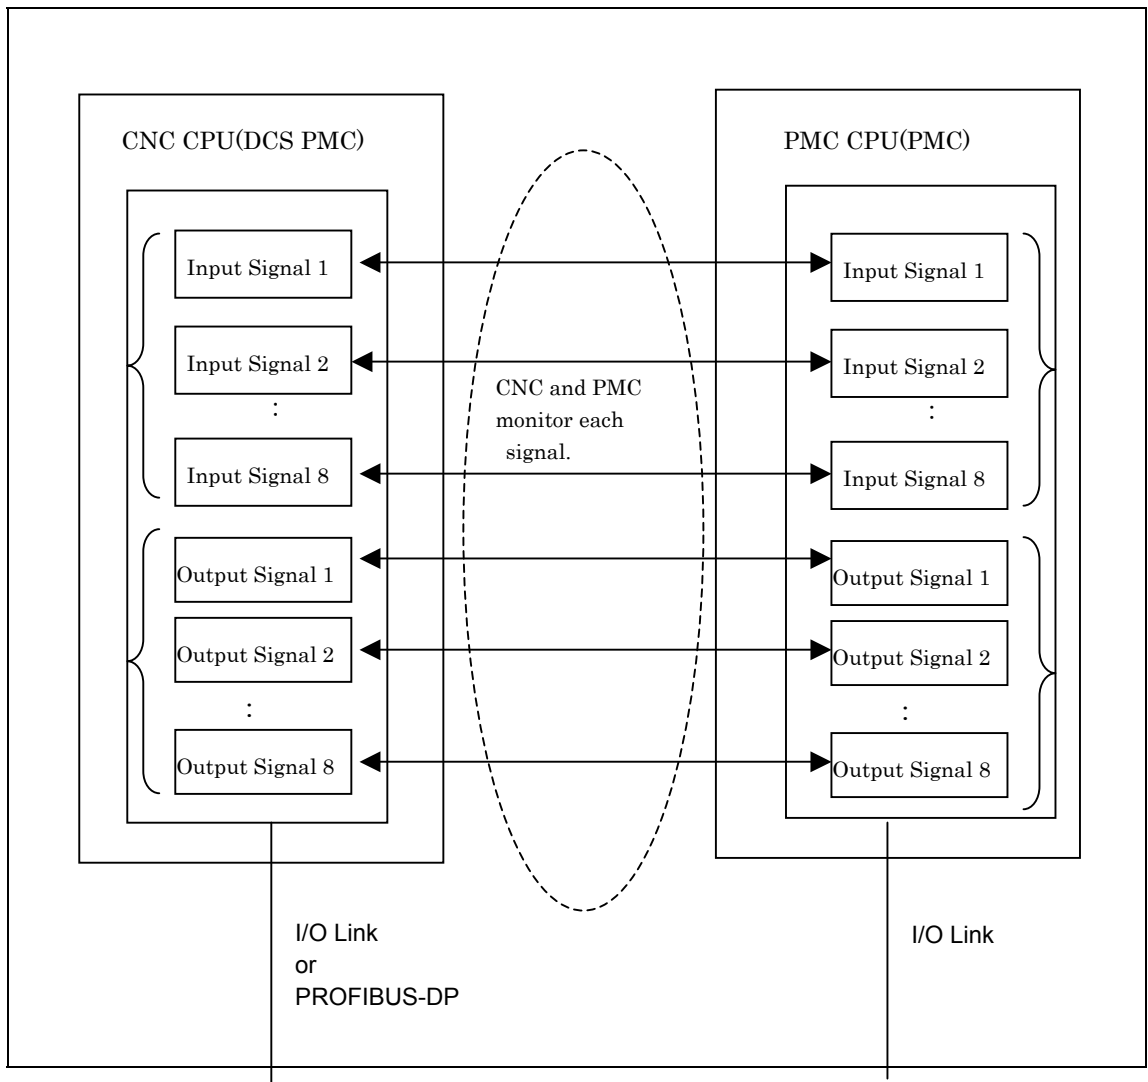 CNC CPU(DCS PMC)
Input Signal 1
Input Signal 2
:
Input Signal 8
Output Signal 1
Output Signal 2
:
Output Signal 8
I/O Link
or
PROFIBUS-DP
CNC and PMC
monitor each
signal.
PMC CPU(PMC)
Input Signal 1
Input Signal 2
:
Input Signal 8
Output Signal 1
Output Signal 2
:
Output Signal 8
I/O Link